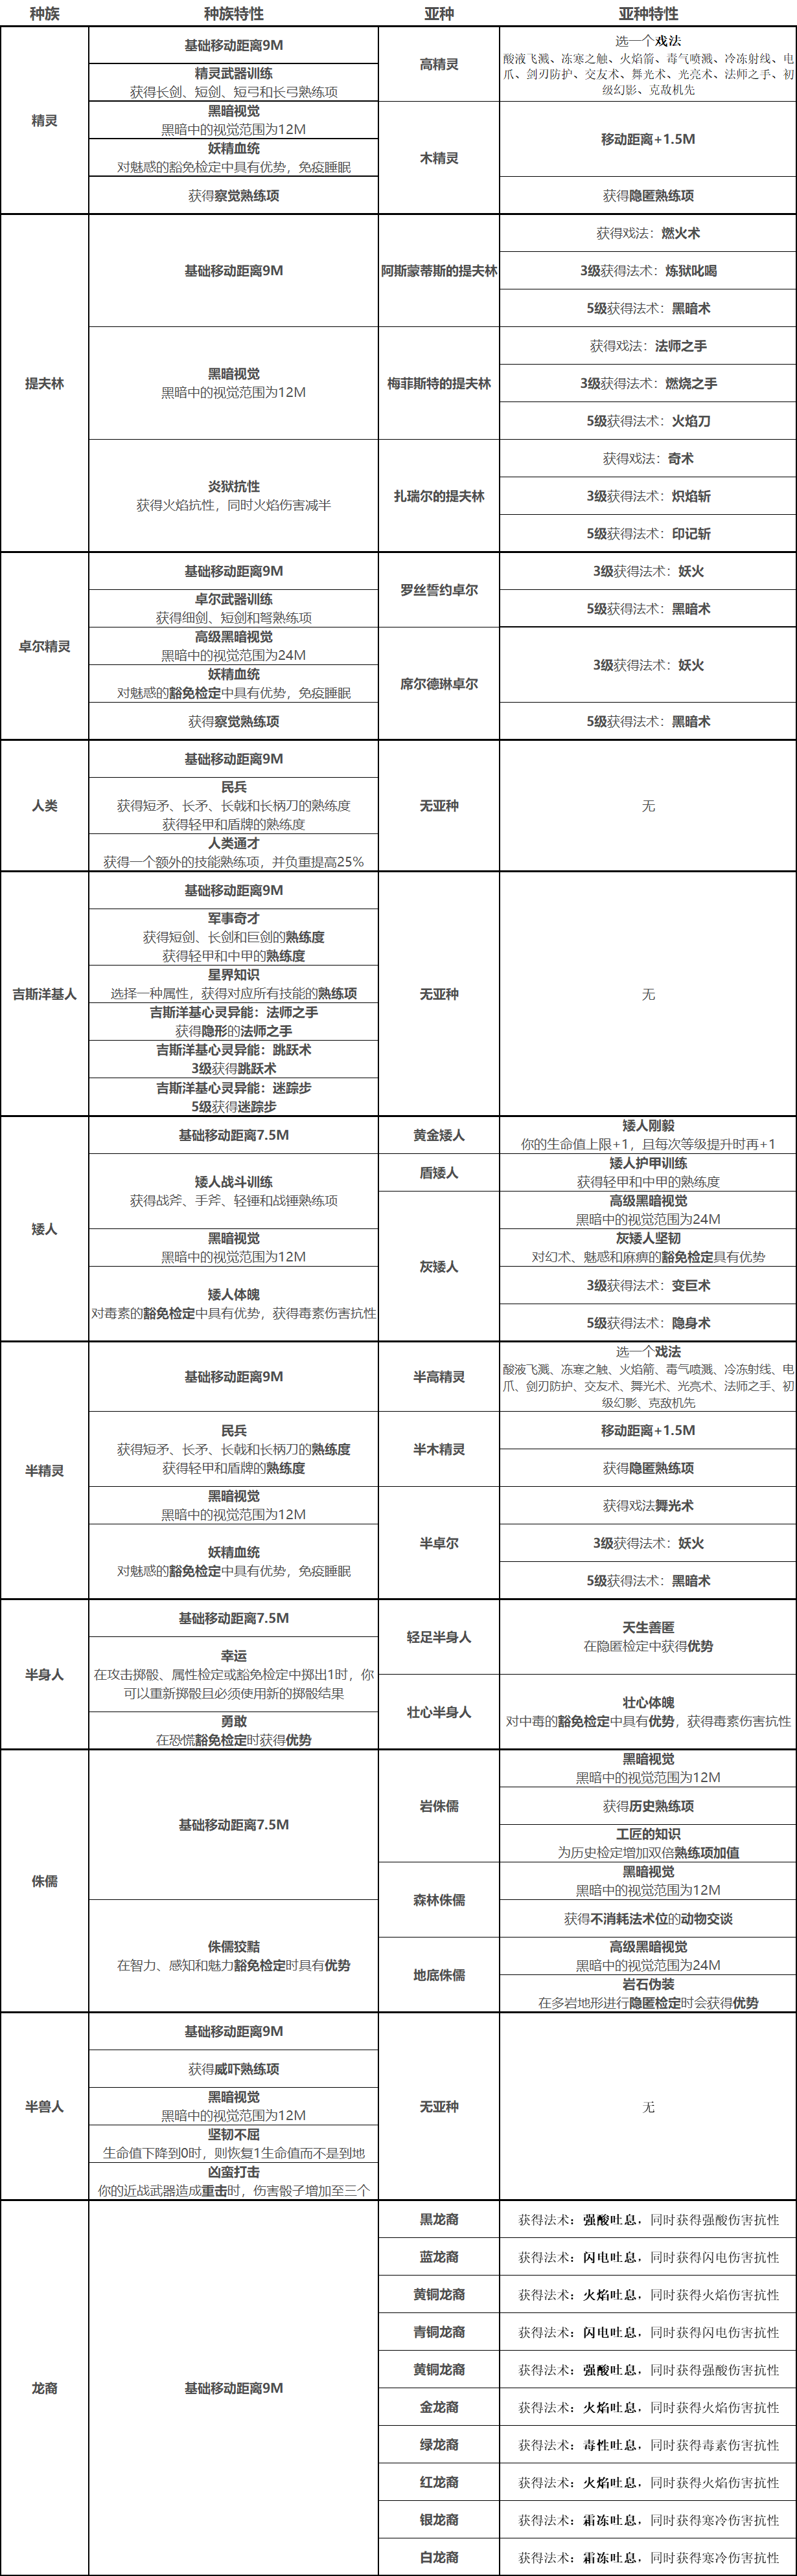 种族 种族特性 亚种 亚种特性
精灵
基础移动距离9M
精灵武器训练
获得长剑、短剑、短弓和长弓熟练项
黑暗视觉
黑暗中的视觉范围为12M
妖精血统
对魅惑的豁免检定中具有优势，免疫睡眠
获得察觉熟练项
高精灵
选一个戏法
酸液飞溅、冻寒之触、火焰箭、毒气喷溅、冷冻射线、电
爪、剑刃防护、交友术、舞光术、光亮术、法师之手、初
级幻影、克敌机先
木精灵
移动距离+1.5M
获得隐匿熟练项
提夫林
基础移动距离9M
黑暗视觉
黑暗中的视觉范围为12M
炎狱抗性
获得火焰抗性，同时火焰伤害减半
阿斯蒙蒂斯的提夫林
获得戏法：燃火术
3级获得法术：炼狱叱喝
5级获得法术：黑暗术
梅菲斯特的提夫林
获得戏法：法师之手
3级获得法术：燃烧之手
5级获得法术：火焰刀
扎瑞尔的提夫林
获得戏法：奇术
3级获得法术：炽焰斩
5级获得法术：印记斩
卓尔精灵
基础移动距离9M
卓尔武器训练
获得细剑、短剑和弩熟练项
高级黑暗视觉
黑暗中的视觉范围为24M
妖精血统
对魅惑的豁免检定中具有优势，免疫睡眠
获得察觉熟练项
罗丝誓约卓尔
3级获得法术：妖火
5级获得法术：黑暗术
席尔德琳卓尔
3级获得法术：妖火
5级获得法术：黑暗术
人类
基础移动距离9M
民兵
获得短矛、长矛、长戟和长柄刀的熟练度
获得轻甲和盾牌的熟练度
人类通才
获得一个额外的技能熟练项，并负重提高25%
无亚种
无
吉斯洋基人
基础移动距离9M
军事奇才
获得短剑、长剑和巨剑的熟练度
获得轻甲和中甲的熟练度
星界知识
选择一种属性，获得对应所有技能的熟练项
吉斯洋基心灵异能：法师之手
获得隐形的法师之手
吉斯洋基心灵异能：跳跃术
3级获得跳跃术
吉斯洋基心灵异能：迷踪步
5级获得迷踪步
无亚种
无
矮人
基础移动距离7.5M
矮人战斗训练
获得战斧、手斧、轻锤和战锤熟练项
黑暗视觉
黑暗中的视觉范围为12M
矮人体魄
对毒素的豁免检定中具有优势，获得毒素伤害抗性
黄金矮人
矮人刚毅
你的生命值上限+1，且每次等级提升时再+1
盾矮人
矮人护甲训练
获得轻甲和中甲的熟练度
灰矮人
高级黑暗视觉
黑暗中的视觉范围为24M
灰矮人坚韧
对幻术、魅惑和麻痹的豁免检定具有优势
3级获得法术：变巨术
5级获得法术：隐身术
半精灵
基础移动距离9M
民兵
获得短矛、长矛、长戟和长柄刀的熟练度
获得轻甲和盾牌的熟练度
黑暗视觉
黑暗中的视觉范围为12M
妖精血统
对魅惑的豁免检定中具有优势，免疫睡眠
半高精灵
选一个戏法
酸液飞溅、冻寒之触、火焰箭、毒气喷溅、冷冻射线、电
爪、剑刃防护、交友术、舞光术、光亮术、法师之手、初
级幻影、克敌机先
半木精灵
移动距离+1.5M
获得隐匿熟练项
半卓尔
获得戏法舞光术
3级获得法术：妖火
5级获得法术：黑暗术
半身人
基础移动距离7.5M
幸运
在攻击掷骰、属性检定或豁免检定中掷出1时，你
可以重新掷骰且必须使用新的掷骰结果
勇敢
在恐慌豁免检定时获得优势
轻足半身人
天生善匿
在隐匿检定中获得优势
壮心半身人
壮心体魄
对中毒的豁免检定中具有优势，获得毒素伤害抗性
侏儒
基础移动距离7.5M
侏儒狡黠
在智力、感知和魅力豁免检定时具有优势
岩侏儒
黑暗视觉
黑暗中的视觉范围为12M
获得历史熟练项
工匠的知识
为历史检定增加双倍熟练项加值
森林侏儒
黑暗视觉
黑暗中的视觉范围为12M
获得不消耗法术位的动物交谈
地底侏儒
高级黑暗视觉
黑暗中的视觉范围为24M
岩石伪装
在多岩地形进行隐匿检定时会获得优势
半兽人
基础移动距离9M
获得威吓熟练项
黑暗视觉
黑暗中的视觉范围为12M
坚韧不屈
生命值下降到0时，则恢复1生命值而不是到地
凶蛮打击
你的近战武器造成重击时，伤害骰子增加至三个
无亚种
无
龙裔
基础移动距离9M
黑龙裔
获得法术：强酸吐息，同时获得强酸伤害抗性
蓝龙裔
获得法术：闪电吐息，同时获得闪电伤害抗性
黄铜龙裔
获得法术：火焰吐息，同时获得火焰伤害抗性
青铜龙裔
获得法术：闪电吐息，同时获得闪电伤害抗性
黄铜龙裔
获得法术：强酸吐息，同时获得强酸伤害抗性
金龙裔
获得法术：火焰吐息，同时获得火焰伤害抗性
绿龙裔
获得法术：毒性吐息，同时获得毒素伤害抗性
红龙裔
获得法术：火焰吐息，同时获得火焰伤害抗性
银龙裔
获得法术：霜冻吐息，同时获得寒冷伤害抗性
白龙裔
获得法术：霜冻吐息，同时获得寒冷伤害抗性